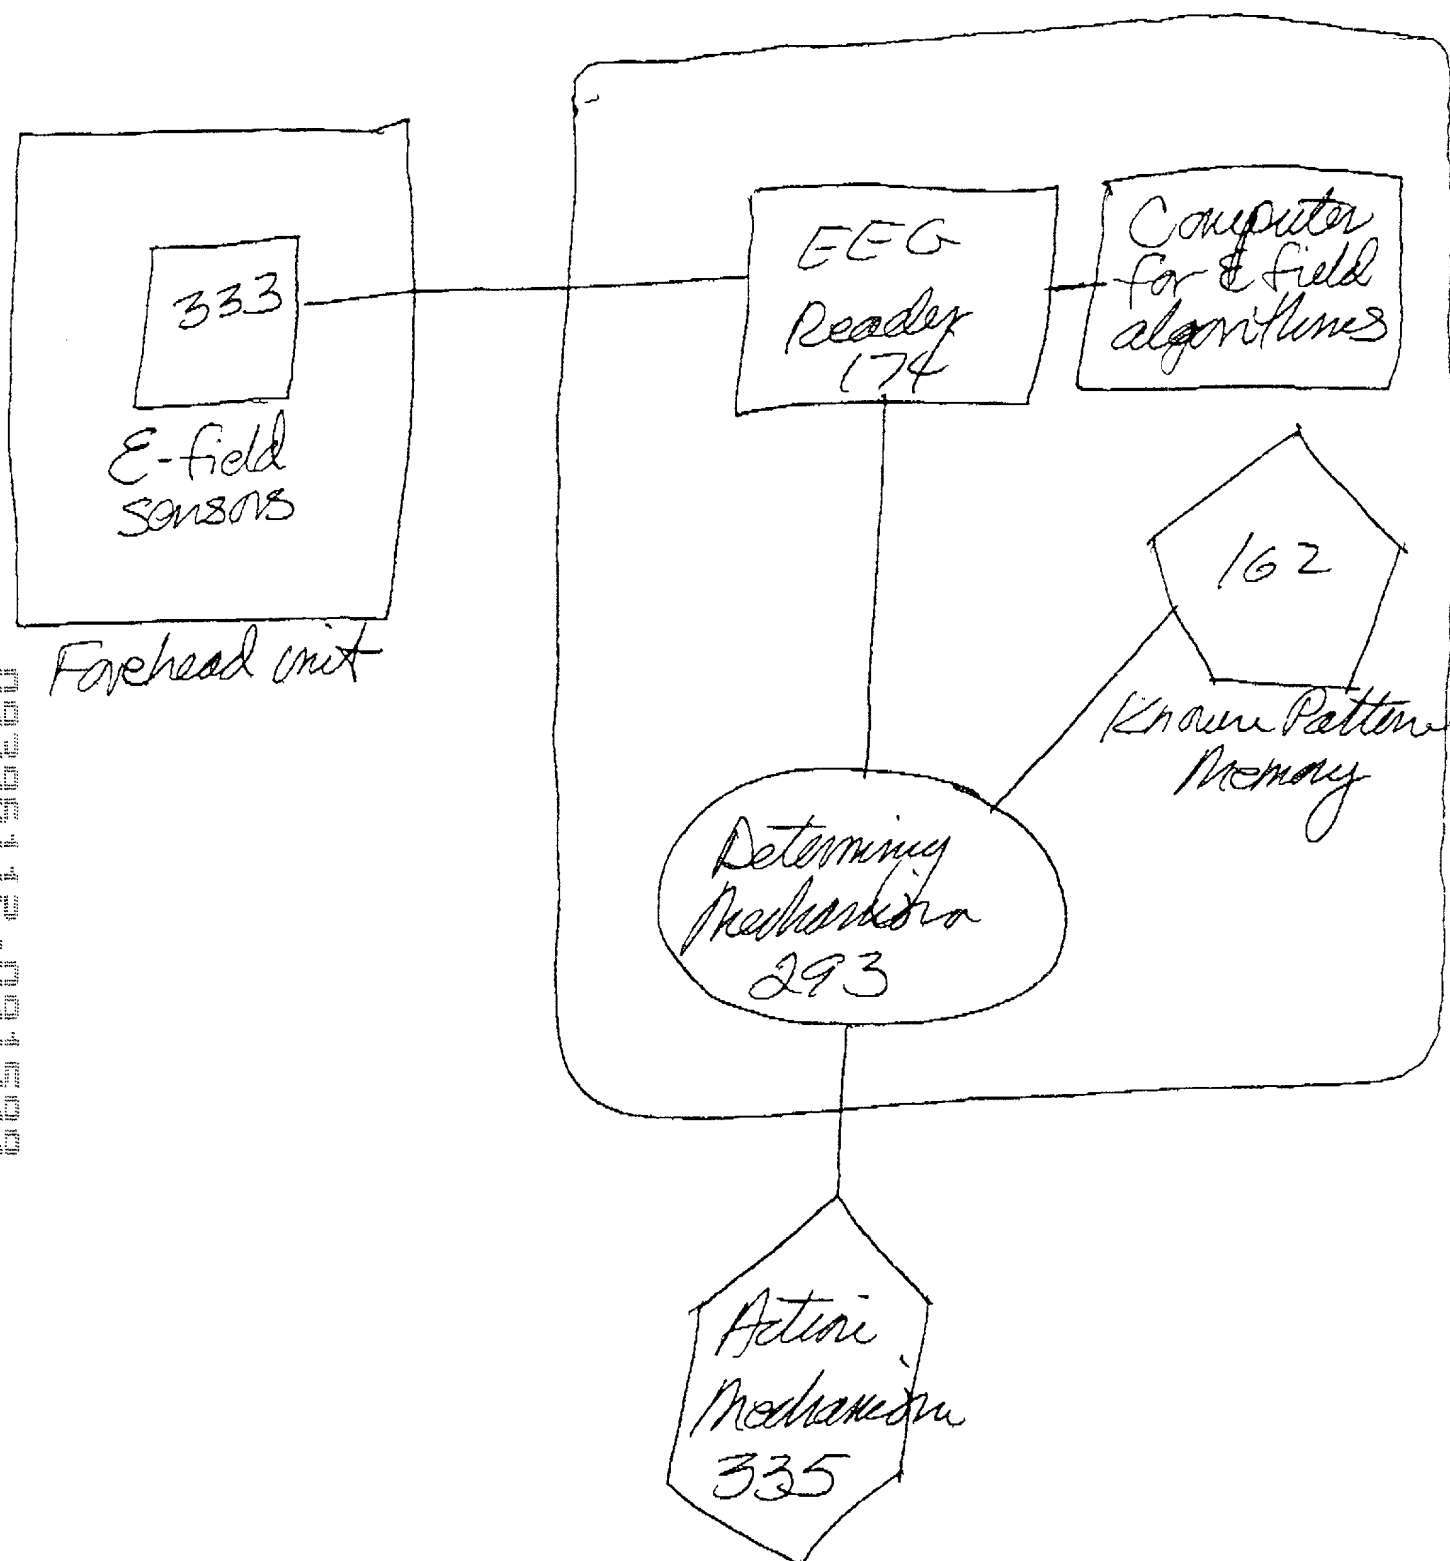 333
E-field
sensors
Forehead unit
EEG
Reader
174
Computer
for E field
algorithms
162
Known Pattern
Memory
Determining
Mechanism
293
Action
Mechanism
335